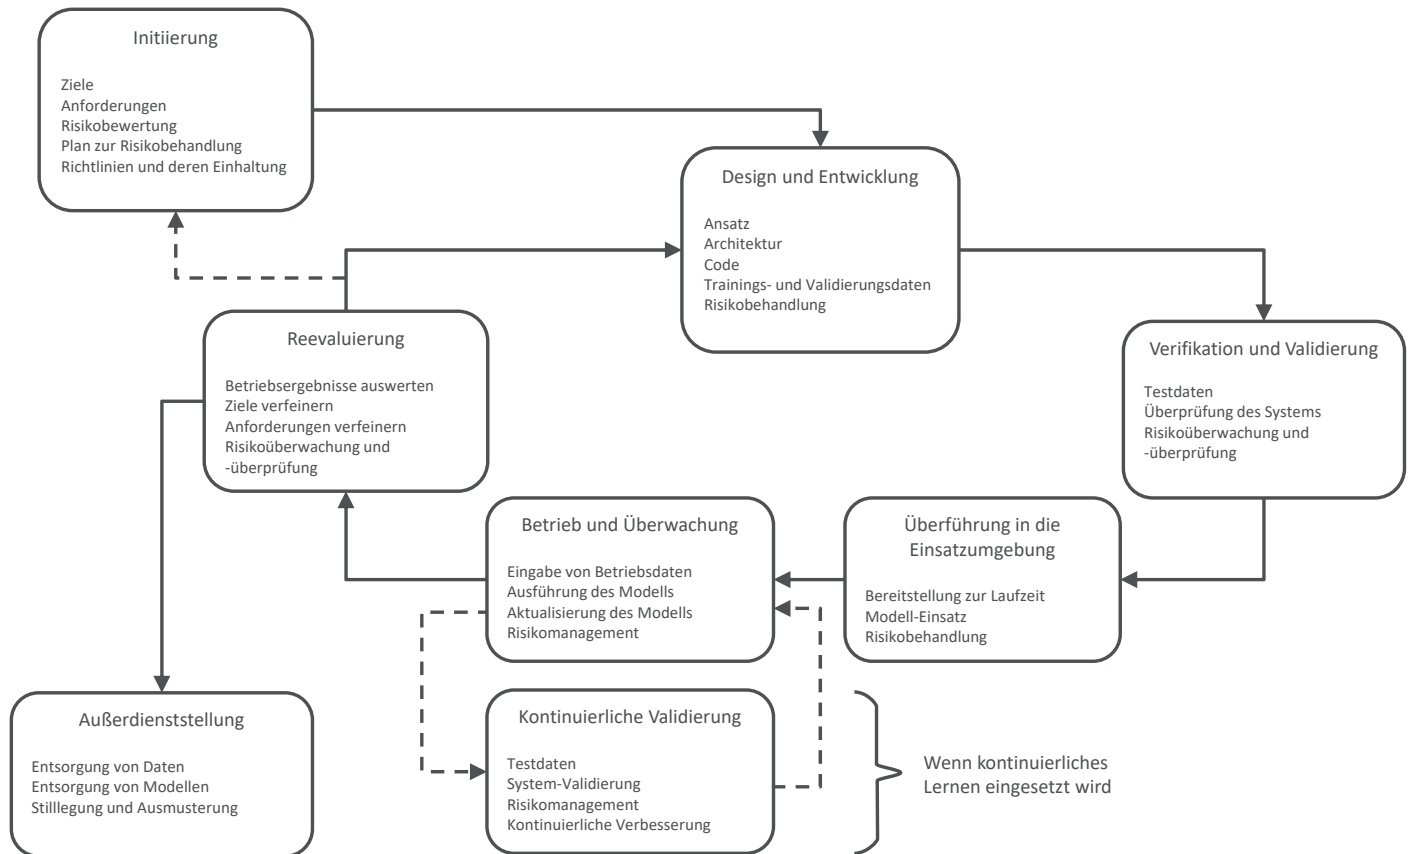 Initiierung
Ziele
Anforderungen
Risikobewertung
Plan zur Risikobehandlung
Richtlinien und deren Einhaltung
Design und Entwicklung
Ansatz
Architektur
Code
Trainings- und Validierungsdaten
Risikobehandlung
Reevaluierung
Betriebsergebnisse auswerten
Ziele verfeinern
Anforderungen verfeinern
Risikoüberwachung und
-überprüfung
Verifikation und Validierung
Testdaten
Überprüfung des Systems
Risikoüberwachung und
-überprüfung
Betrieb und Überwachung
Eingabe von Betriebsdaten
Ausführung des Modells
Aktualisierung des Modells
Risikomanagement
Überführung in die
Einsatzumgebung
Bereitstellung zur Laufzeit
Modell-Einsatz
Risikobehandlung
Außerdienststellung
Entsorgung von Daten
Entsorgung von Modellen
Stilllegung und Ausmusterung
Kontinuierliche Validierung
Testdaten
System-Validierung
Risikomanagement
Kontinuierliche Verbesserung
Wenn kontinuierliches
Lernen eingesetzt wird